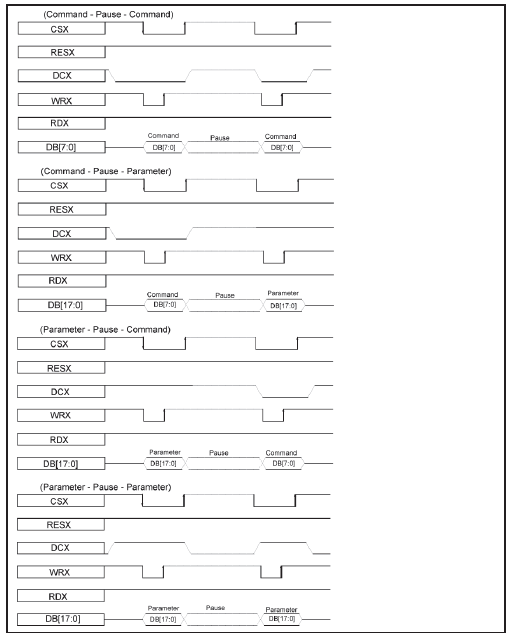 (Command - Pause - Command)
CSX
RESX
DCX
WRX
RDX
Command Pause Command
DB[7:0] DB[7:0] DB[7:0]
(Command - Pause - Parameter)
CSX
RESX
DCX
WRX
RDX
Command Pause Parameter
DB[17:0] DB[7:0] DB[17:0]
(Parameter - Pause - Command)
CSX
RESX
DCX
WRX
RDX
Parameter Pause Command
DB[17:0] DB[17:0] DB[7:0]
(Parameter - Pause - Parameter)
CSX
RESX
DCX
WRX
RDX
Parameter Pause Parameter
DB[17:0] DB[17:0] DB[17:0]